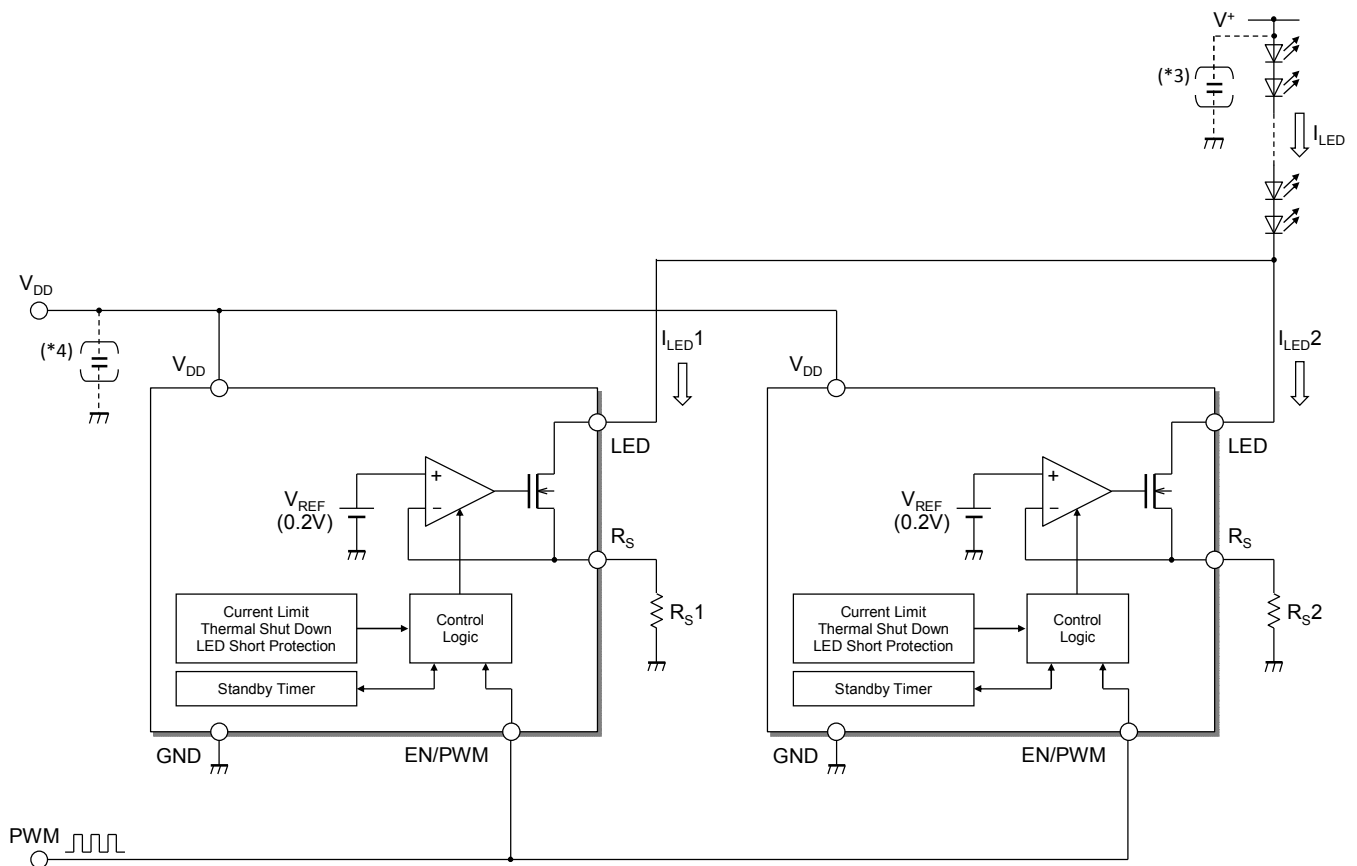 V+
(*3)
ILED
VDD
(*4)
VDD
ILED1
VDD
ILED2
LED
LED
+
−
VREF
(0.2V)
+
−
VREF
(0.2V)
RS
RS
RS1
RS2
Current Limit
Thermal Shut Down
LED Short Protection
Control
Logic
Current Limit
Thermal Shut Down
LED Short Protection
Control
Logic
Standby Timer
Standby Timer
GND
EN/PWM
GND
EN/PWM
PWM